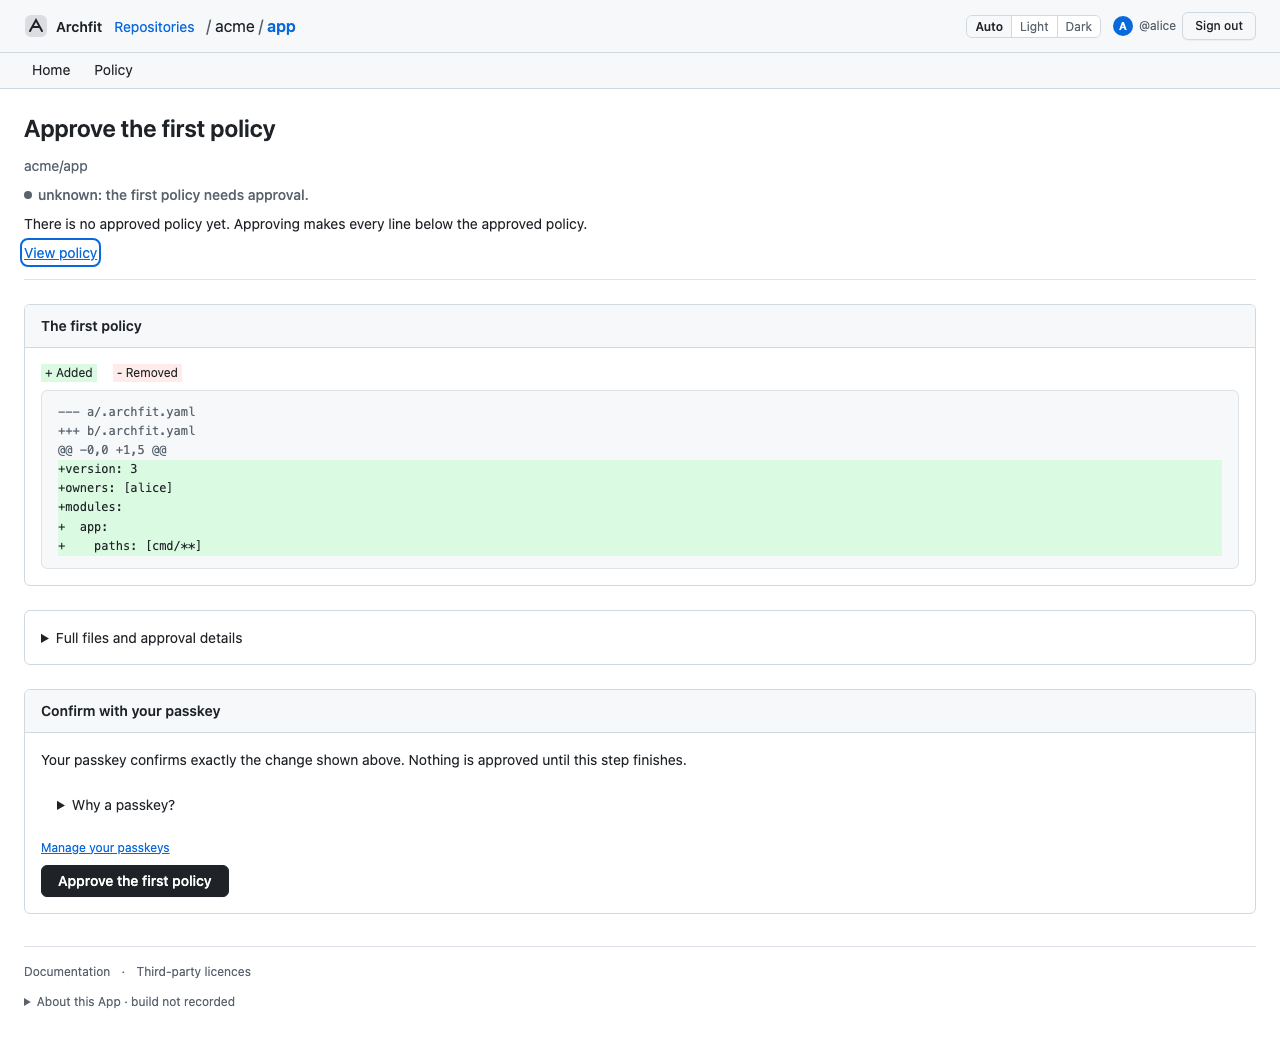 Archfit Repositories / acme / app Auto Light Dark A @alice Sign out
Home Policy
Approve the first policy
acme/app
unknown: the first policy needs approval.
There is no approved policy yet. Approving makes every line below the approved policy.
View policy
The first policy
+ Added - Removed
--- a/.archfit.yaml
+++ b/.archfit.yaml
@@ -0,0 +1,5 @@
+version: 3
+owners: [alice]
+modules:
+  app:
+    paths: [cmd/**]
Full files and approval details
Confirm with your passkey
Your passkey confirms exactly the change shown above. Nothing is approved until this step finishes.
Why a passkey?
Manage your passkeys
Approve the first policy
Documentation · Third-party licences
About this App · build not recorded